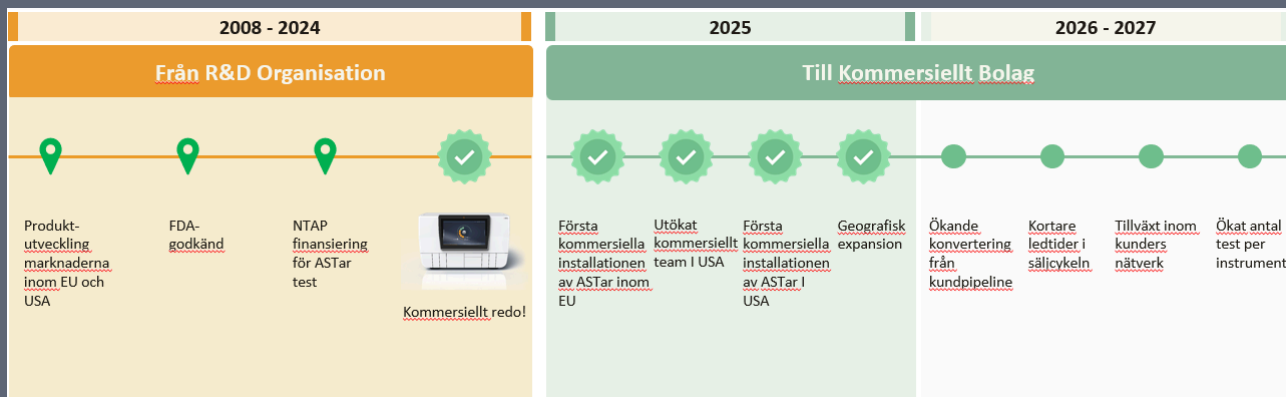 2008 - 2024
2025
2026 - 2027
Från R&D Organisation
Till Kommersiellt Bolag
Produkt-
utveckling
marknaderna
inom EU och
USA
FDA-
godkänd
NTAP
finansiering
för ASTar
test
Kommersiellt redo!
Första
kommersiella
installationen
av ASTar inom
EU
Utökat
kommersiellt
team I USA
Första
kommersiella
installationen
av ASTar I
USA
Geografisk
expansion
Ökande
konvertering
från
kundpipeline
Kortare
ledtider i
säljcykeln
Tillväxt inom
kunders
nätverk
Ökat antal
test per
instrument